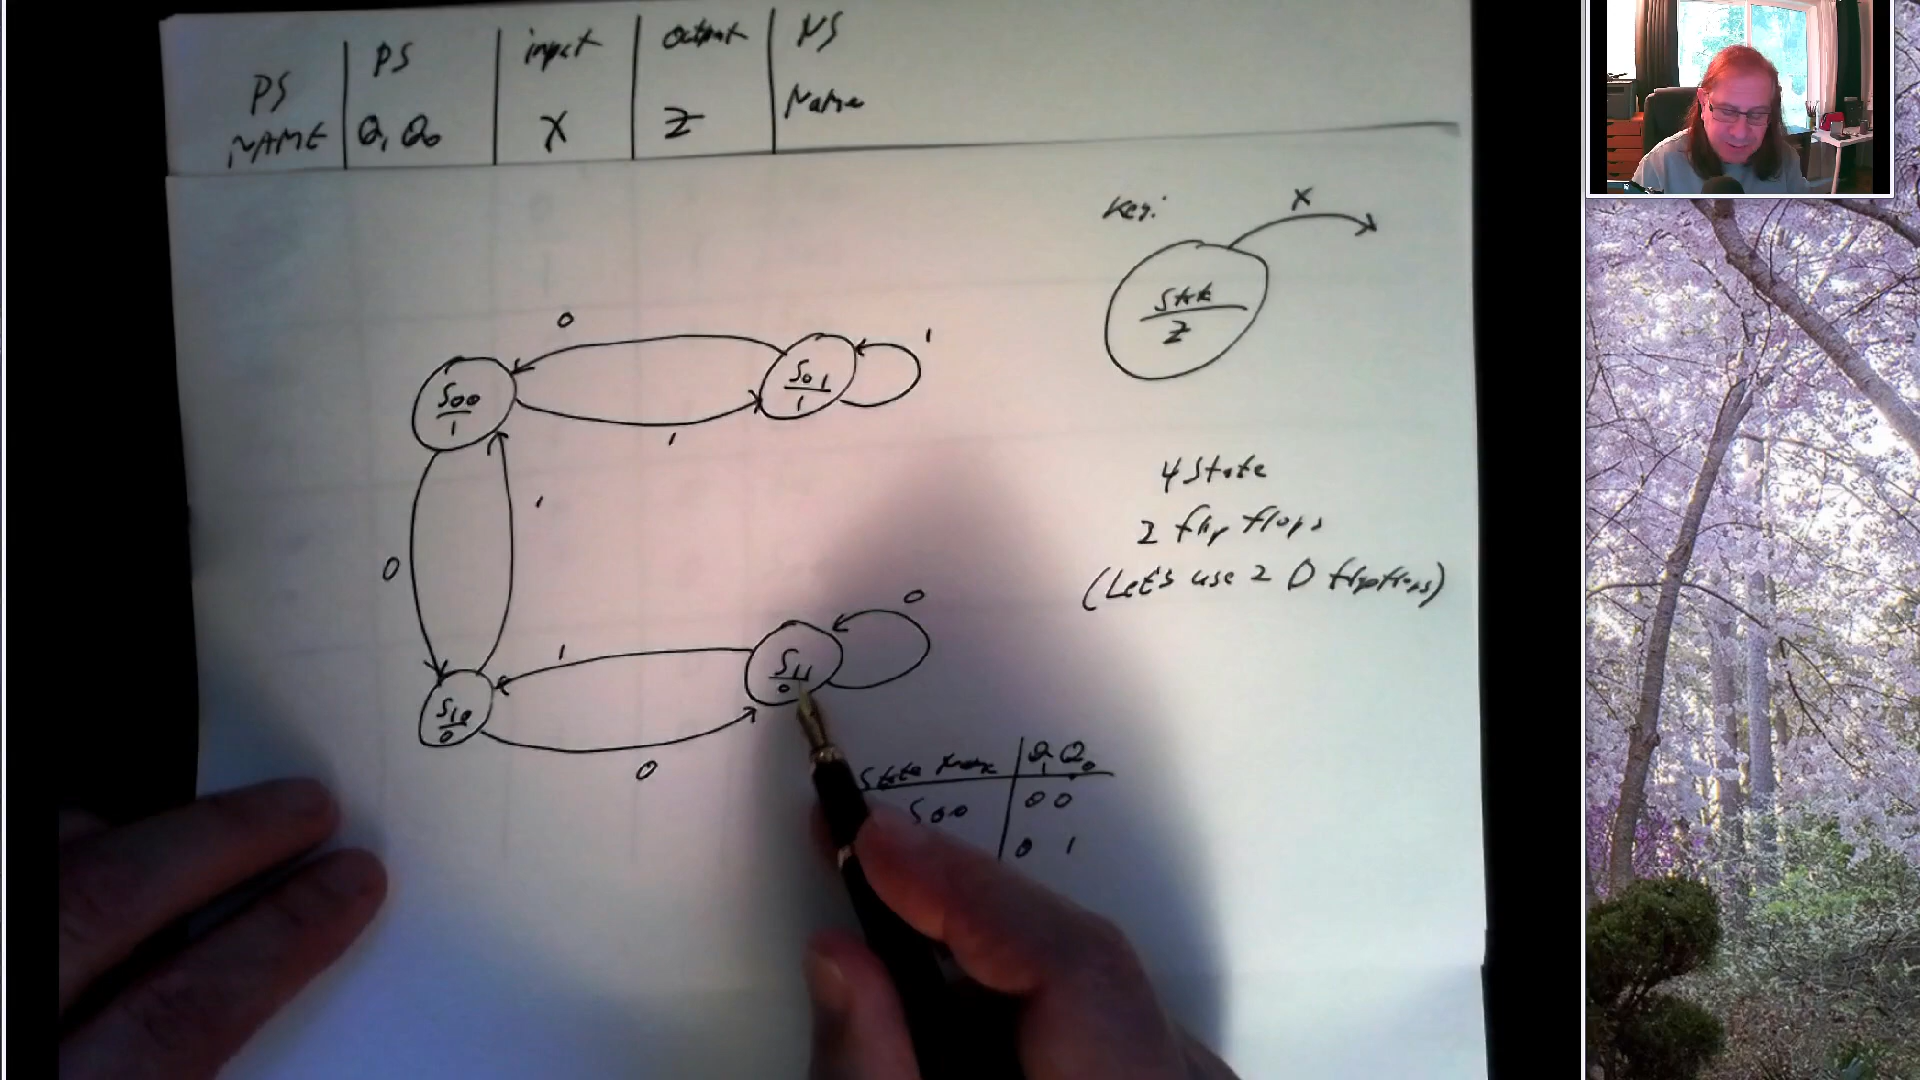 PS NAME
PS Q1 Q0
input X
output Z
NS Name
Key:
X
State
Z
0
1
S00
1
S01
1
1
4 State
2 flip flops
(Let's use 2 D flipflops)
0
1
0
1
S11
0
S10
0
0
State Name Q1 Q0
S00 0 0
0 1